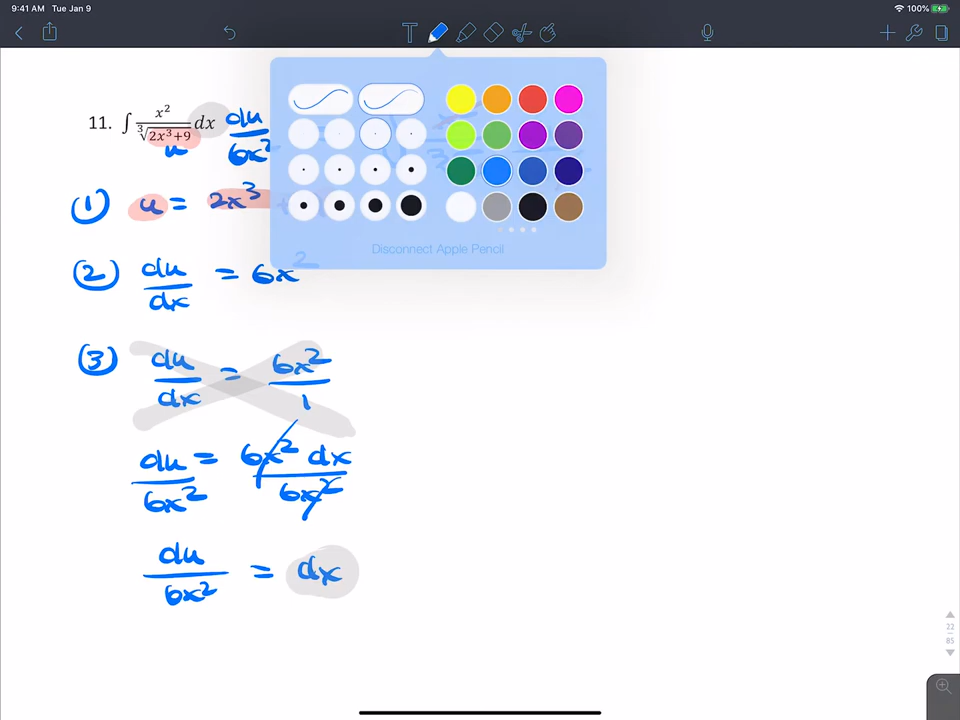 9:41 AM Tue Jan 9
100%
T
11. ∫ x² / ∛(2x³+9) dx du/6x²
u
① u = 2x³
② du/dx = 6x²
③ du/dx = 6x²/1
du/6x² = 6x² dx/6x²
du/6x² = dx
Disconnect Apple Pencil
22
85